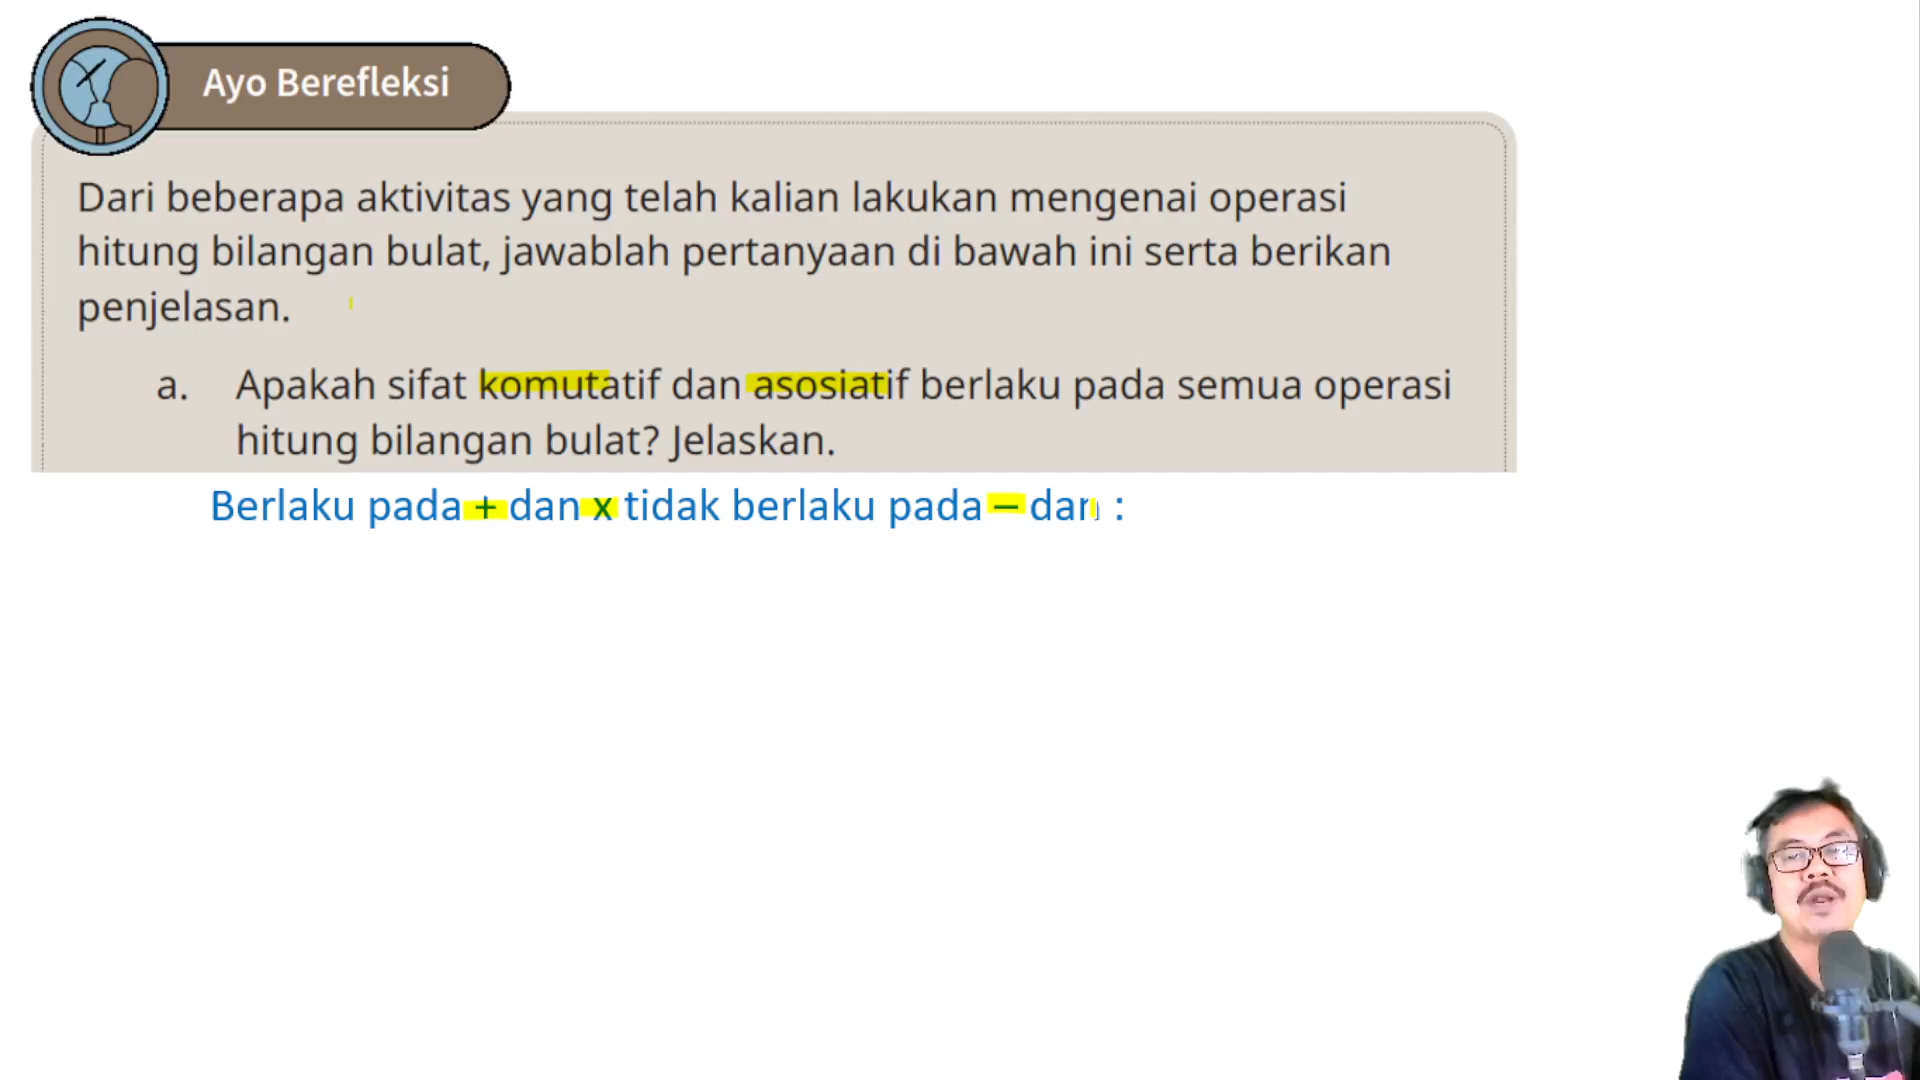 Ayo Berefleksi
Dari beberapa aktivitas yang telah kalian lakukan mengenai operasi
hitung bilangan bulat, jawablah pertanyaan di bawah ini serta berikan
penjelasan.
a. Apakah sifat komutatif dan asosiatif berlaku pada semua operasi
hitung bilangan bulat? Jelaskan.
Berlaku pada + dan x tidak berlaku pada – dan :